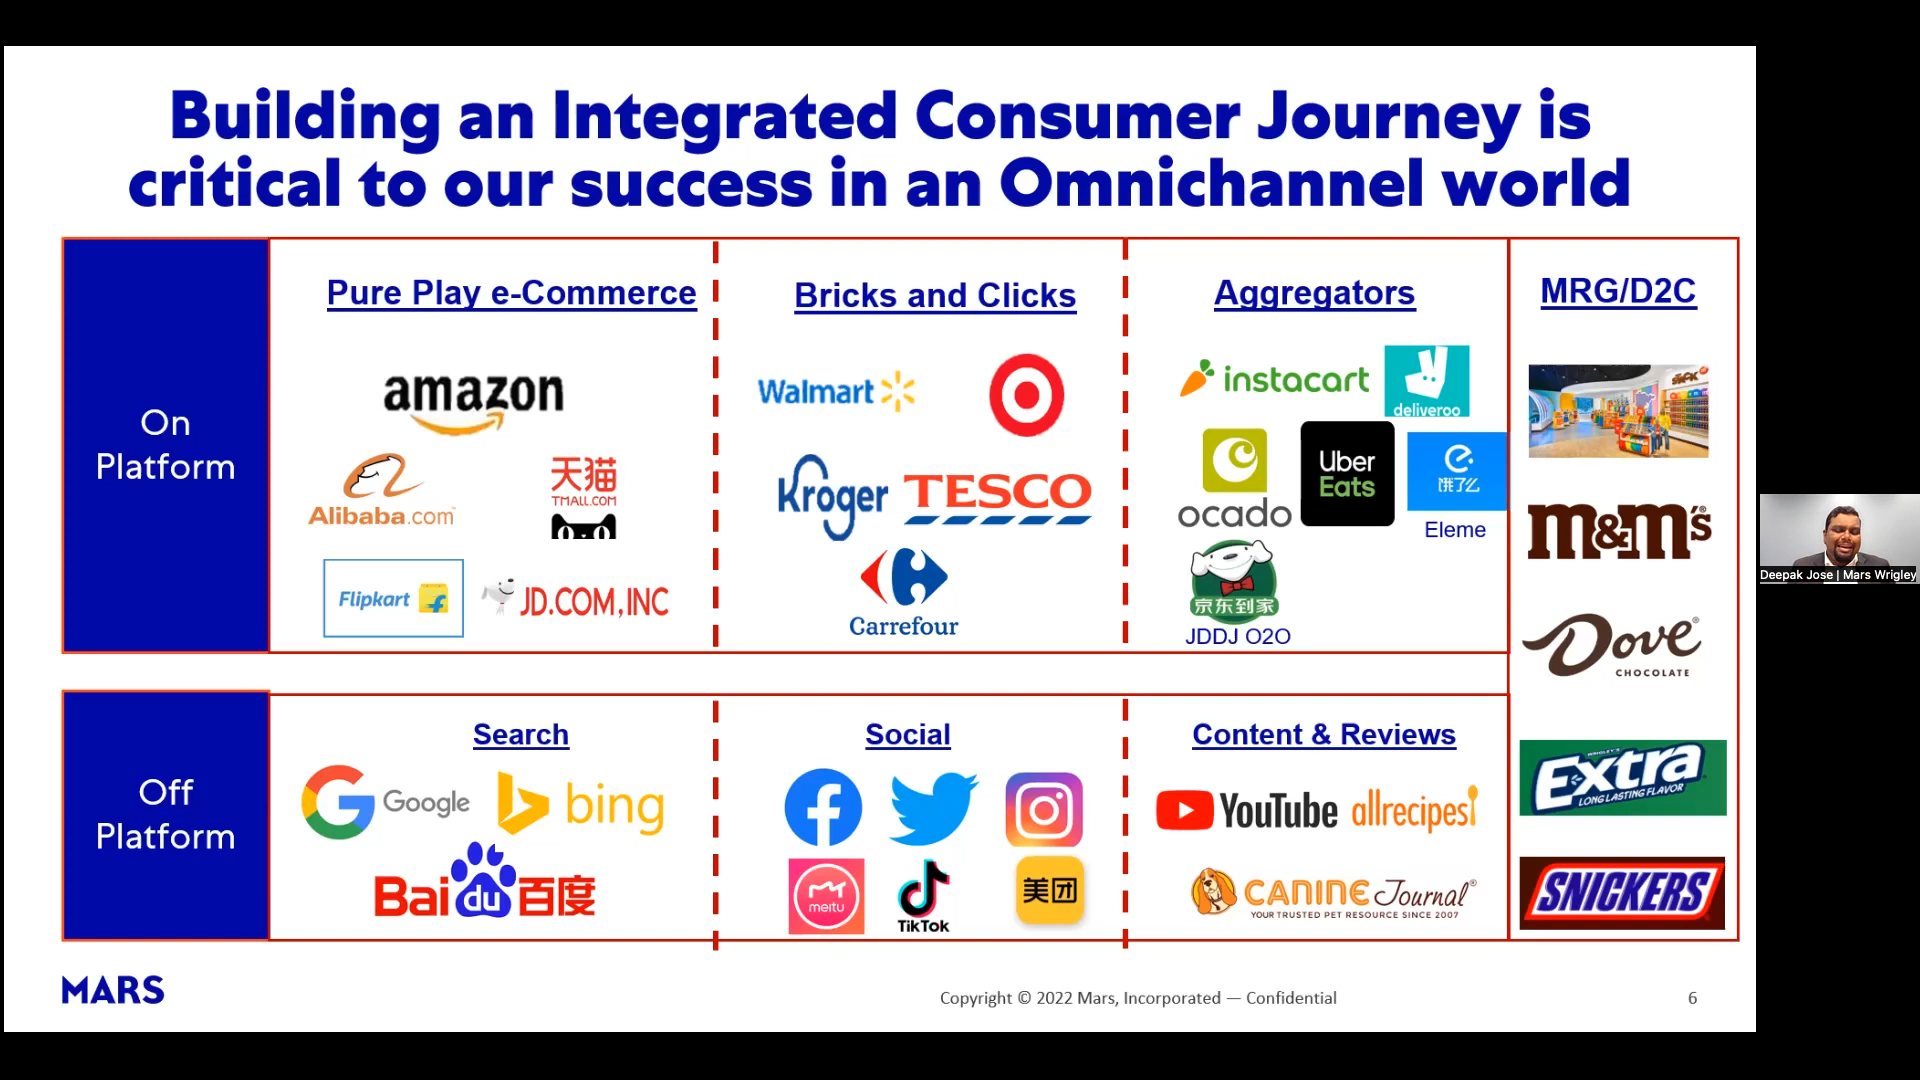 Building an Integrated Consumer Journey is
critical to our success in an Omnichannel world
On
Platform
Pure Play e-Commerce
amazon
Alibaba.com
天猫
TMALL.COM
Flipkart
JD.COM,INC
Bricks and Clicks
Walmart
Kroger
TESCO
Carrefour
Aggregators
instacart
deliveroo
ocado
Uber
Eats
饿了么
Eleme
京东到家
JDDJ O2O
MRG/D2C
m&m's®
Dove®
CHOCOLATE
WRIGLEY'S
Extra
LONG LASTING FLAVOR
SNICKERS
Off
Platform
Search
Google
bing
Bai du 百度
Social
meitu
TikTok
美团
Content & Reviews
YouTube
allrecipes
CANINE Journal®
YOUR TRUSTED PET RESOURCE SINCE 2007
MARS
Copyright © 2022 Mars, Incorporated — Confidential
6
Deepak Jose | Mars Wrigley